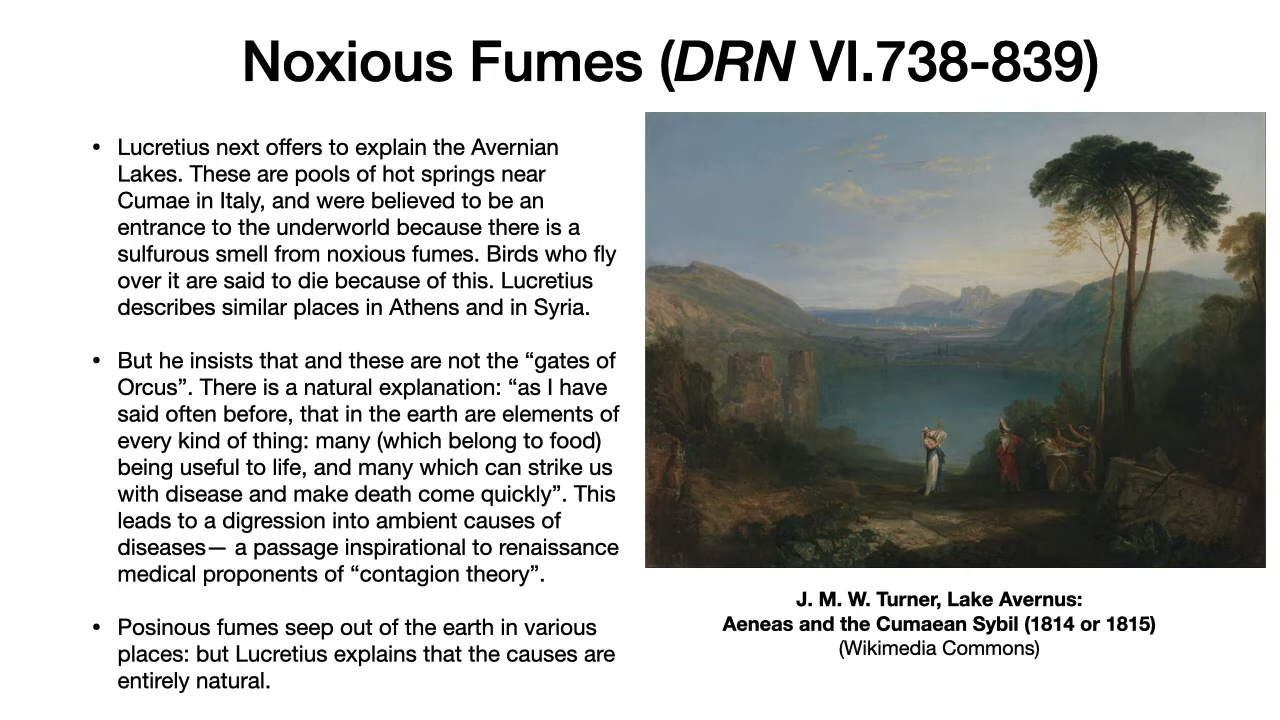 Noxious Fumes (DRN VI.738-839)
• Lucretius next offers to explain the Avernian
Lakes. These are pools of hot springs near
Cumae in Italy, and were believed to be an
entrance to the underworld because there is a
sulfurous smell from noxious fumes. Birds who fly
over it are said to die because of this. Lucretius
describes similar places in Athens and in Syria.
• But he insists that and these are not the “gates of
Orcus”. There is a natural explanation: “as I have
said often before, that in the earth are elements of
every kind of thing: many (which belong to food)
being useful to life, and many which can strike us
with disease and make death come quickly”. This
leads to a digression into ambient causes of
diseases— a passage inspirational to renaissance
medical proponents of “contagion theory”.
• Posinous fumes seep out of the earth in various
places: but Lucretius explains that the causes are
entirely natural.
J. M. W. Turner, Lake Avernus:
Aeneas and the Cumaean Sybil (1814 or 1815)
(Wikimedia Commons)